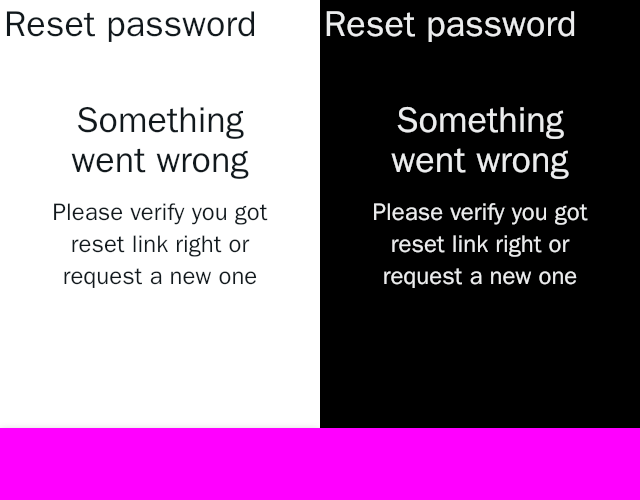 Reset password
Something
went wrong
Please verify you got
reset link right or
request a new one
Reset password
Something
went wrong
Please verify you got
reset link right or
request a new one